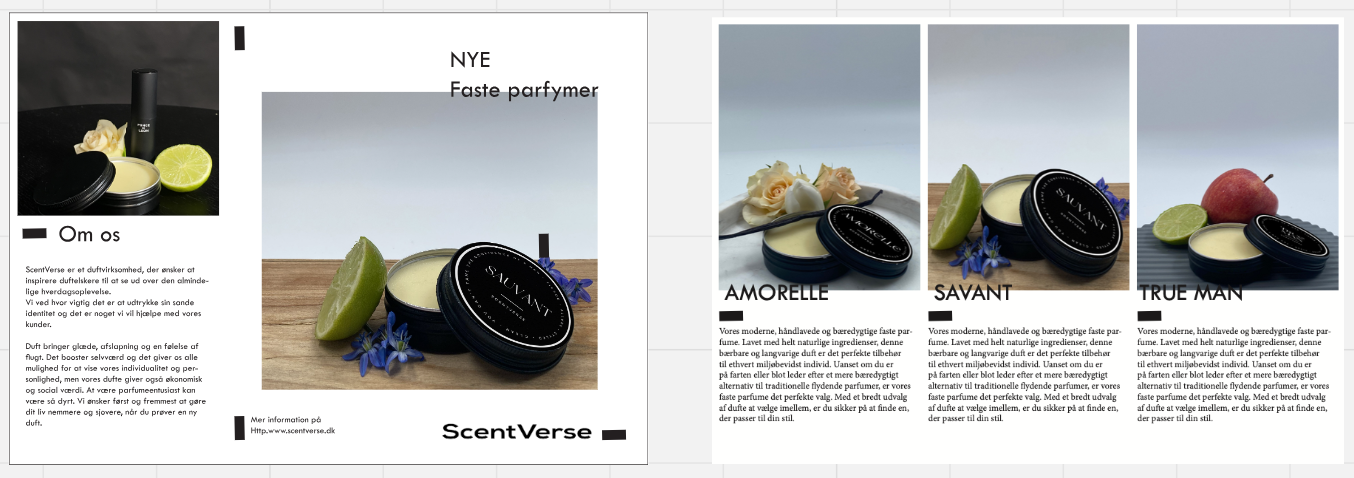 Om os
ScentVerse er et duftvirksomhed, der ønsker at
inspirere duftelskere til at se ud over den alminde-
lige hverdagsoplevelse.
Vi ved hvor vigtig det er at udtrykke sin sande
identitet og det er noget vi vil hjælpe med vores
kunder.
Duft bringer glæde, afslapning og en følelse af
flugt. Det booster selvværd og det giver os alle
mulighed for at vise vores individualitet og per-
sonlighed, men vores dufte giver også økonomisk
og social værdi. At være parfumeentusiast kan
være så dyrt. Vi ønsker først og fremmest at gøre
dit liv nemmere og sjovere, når du prøver en ny
duft.
NYE
Faste parfymer
SAUVANT
Mer information på
Http.www.scentverse.dk
ScentVerse
AMORELLE
AMORELLE
Vores moderne, håndlavede og bæredygtige faste par-
fume. Lavet med helt naturlige ingredienser, denne
bærbare og langvarige duft er det perfekte tilbehør
til ethvert miljøbevidst individ. Uanset om du er
på farten eller blot leder efter et mere bæredygtigt
alternativ til traditionelle flydende parfumer, er vores
faste parfume det perfekte valg. Med et bredt udvalg
af dufte at vælge imellem, er du sikker på at finde en,
der passer til din stil.
SAUVANT
SAVANT
Vores moderne, håndlavede og bæredygtige faste par-
fume. Lavet med helt naturlige ingredienser, denne
bærbare og langvarige duft er det perfekte tilbehør
til ethvert miljøbevidst individ. Uanset om du er
på farten eller blot leder efter et mere bæredygtigt
alternativ til traditionelle flydende parfumer, er vores
faste parfume det perfekte valg. Med et bredt udvalg
af dufte at vælge imellem, er du sikker på at finde en,
der passer til din stil.
TRUE MAN
Vores moderne, håndlavede og bæredygtige faste par-
fume. Lavet med helt naturlige ingredienser, denne
bærbare og langvarige duft er det perfekte tilbehør
til ethvert miljøbevidst individ. Uanset om du er
på farten eller blot leder efter et mere bæredygtigt
alternativ til traditionelle flydende parfumer, er vores
faste parfume det perfekte valg. Med et bredt udvalg
af dufte at vælge imellem, er du sikker på at finde en,
der passer til din stil.